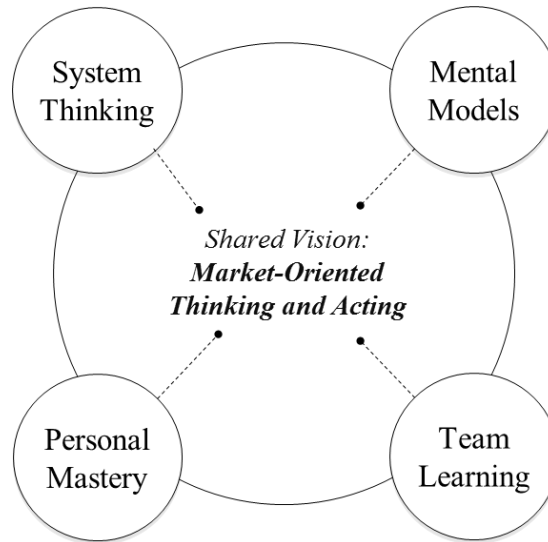 System
Thinking
Mental
Models
Shared Vision:
Market-Oriented
Thinking and Acting
Personal
Mastery
Team
Learning